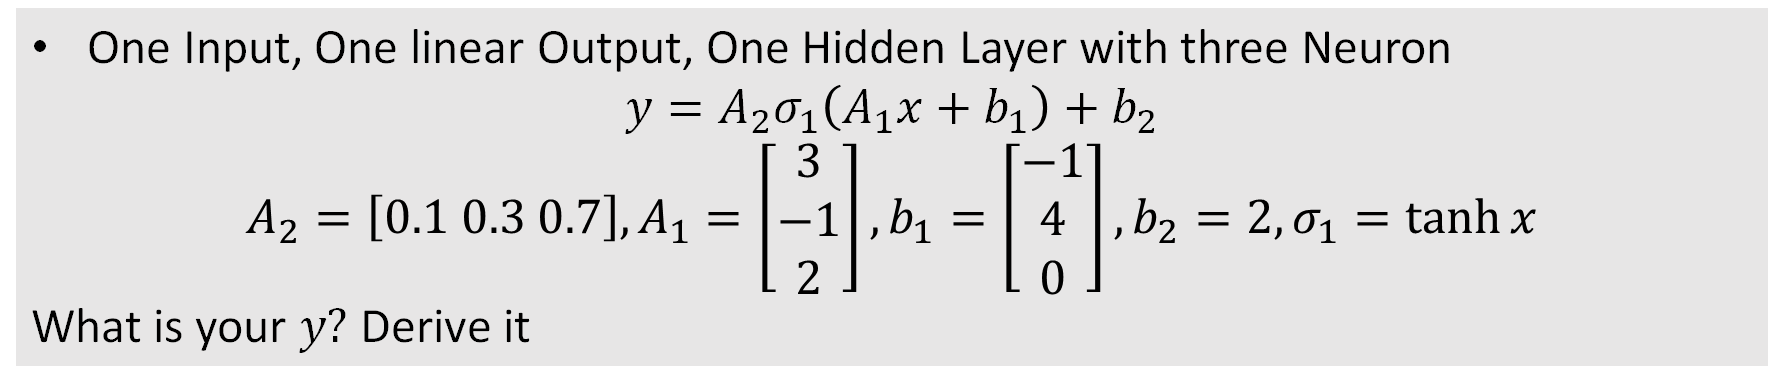 • One Input, One linear Output, One Hidden Layer with three Neuron
y = A₂σ₁(A₁x + b₁) + b₂
A₂ = [0.1 0.3 0.7], A₁ = [3 −1 2], b₁ = [−1 4 0], b₂ = 2, σ₁ = tanh x
What is your y? Derive it